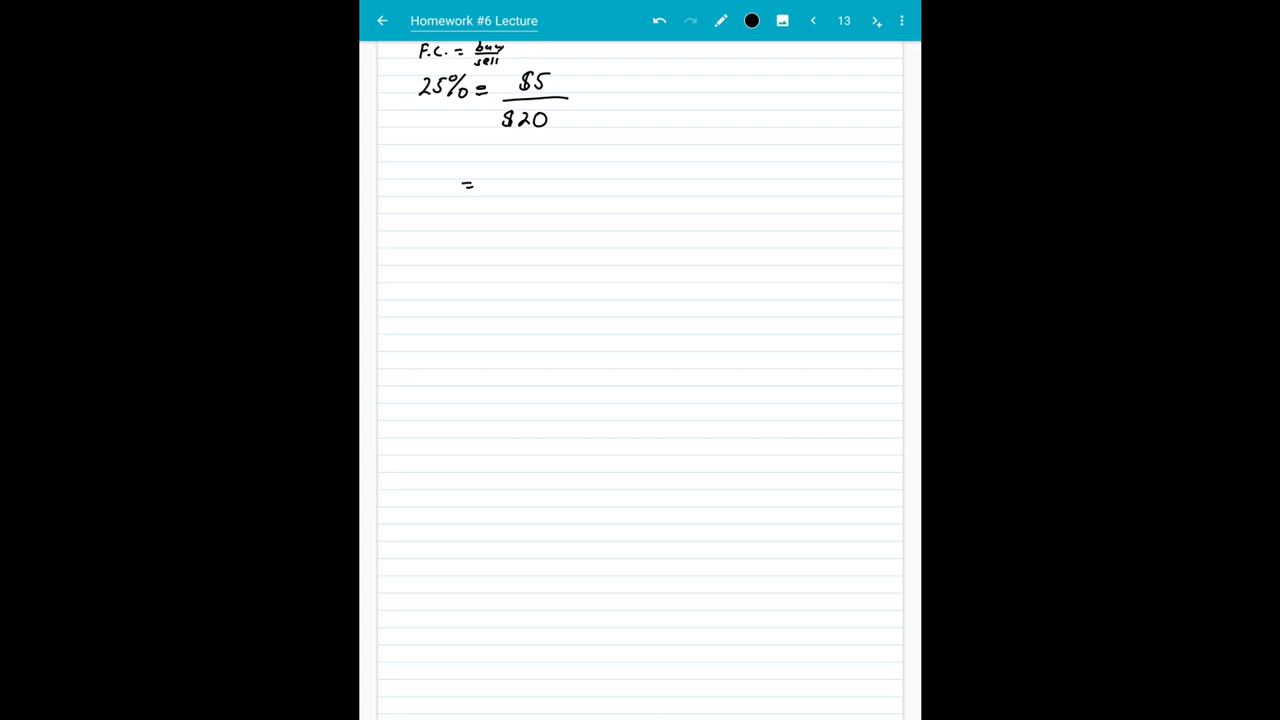 Homework #6 Lecture
13
F.C. = buy
sell
25% = $5
$20
=